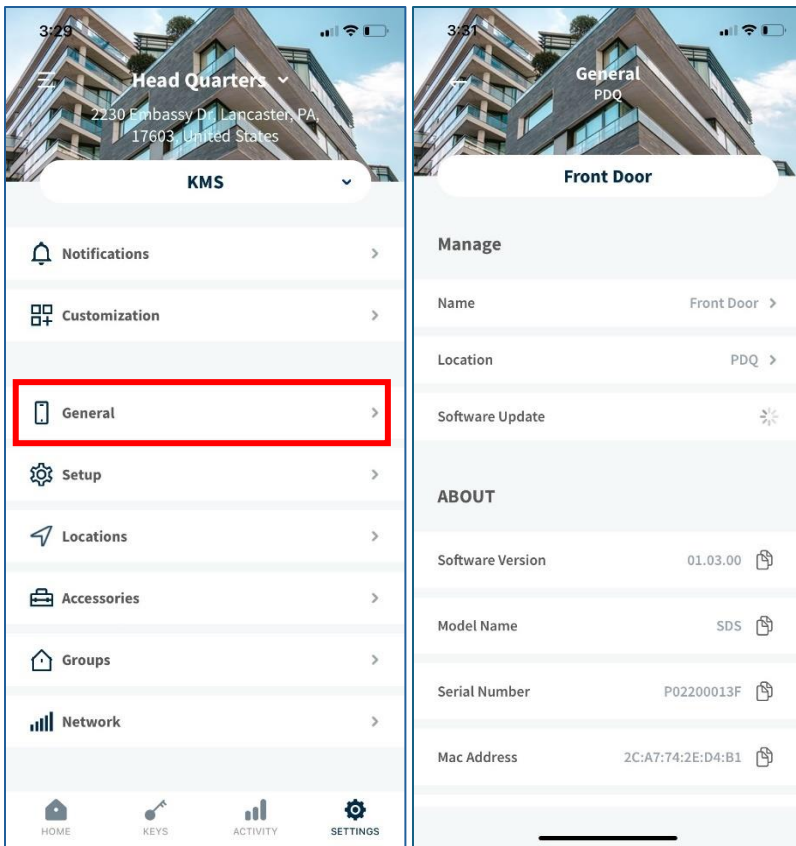 3:29
Head Quarters
2230 Embassy Dr, Lancaster, PA,
17603, United States
KMS
Notifications
Customization
General
Setup
Locations
Accessories
Groups
Network
HOME
KEYS
ACTIVITY
SETTINGS
3:31
General
PDQ
Front Door
Manage
Name
Front Door
Location
PDQ
Software Update
ABOUT
Software Version
01.03.00
Model Name
SDS
Serial Number
P02200013F
Mac Address
2C:A7:74:2E:D4:B1